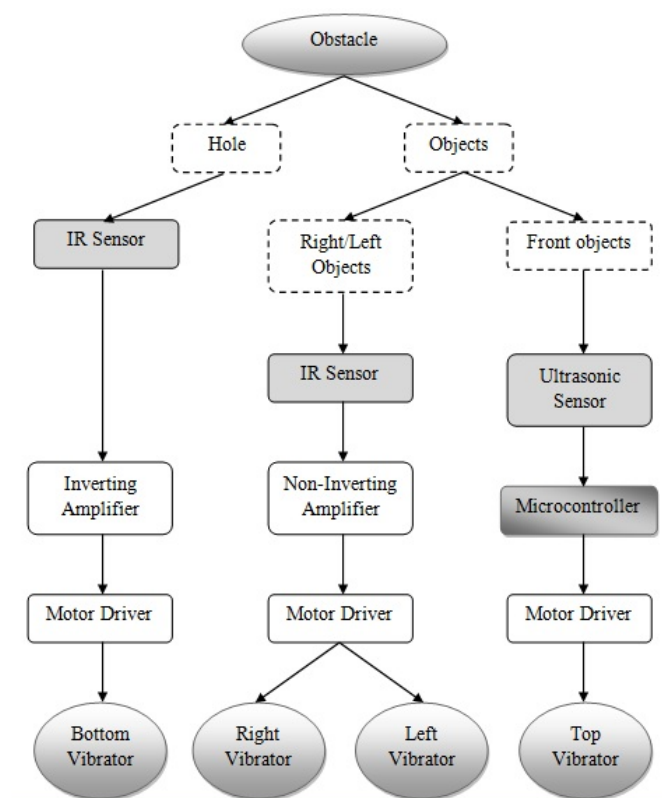 Obstacle
Hole
Objects
IR Sensor
Right/Left
Objects
Front objects
IR Sensor
Ultrasonic
Sensor
Inverting
Amplifier
Non-Inverting
Amplifier
Microcontroller
Motor Driver
Motor Driver
Motor Driver
Bottom
Vibrator
Right
Vibrator
Left
Vibrator
Top
Vibrator